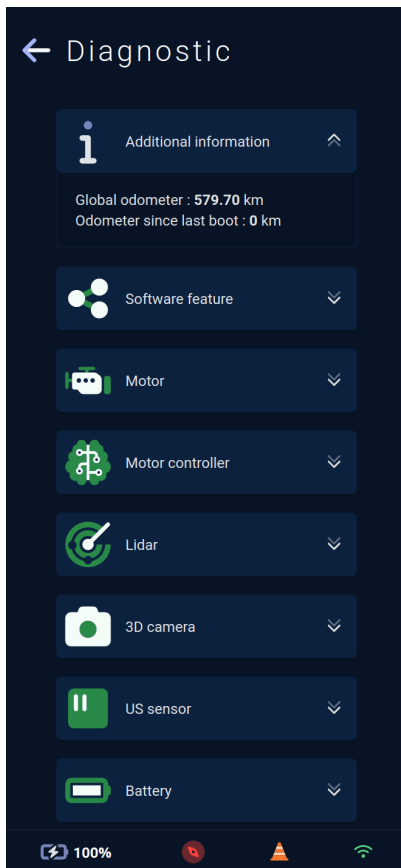 Diagnostic
Additional information
Global odometer : 579.70 km
Odometer since last boot : 0 km
Software feature
Motor
Motor controller
Lidar
3D camera
US sensor
Battery
100%